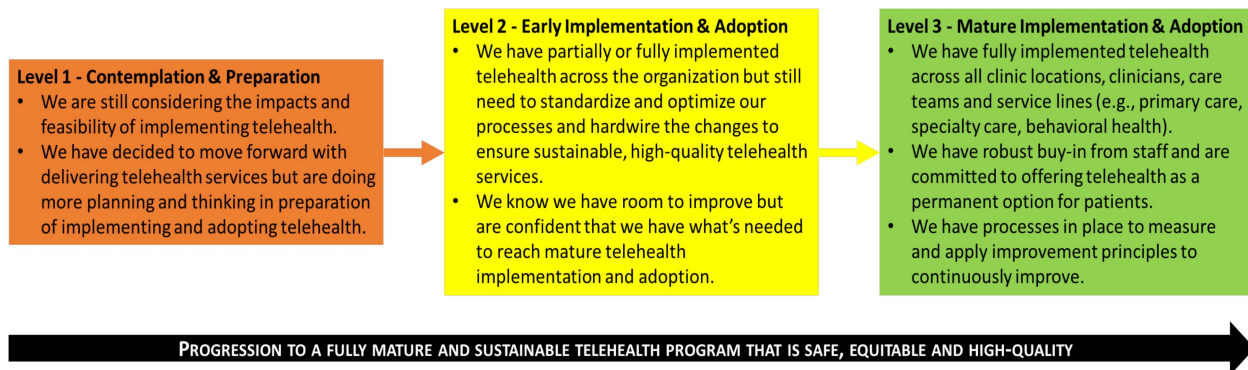 Level 1 - Contemplation & Preparation
• We are still considering the impacts and
feasibility of implementing telehealth.
• We have decided to move forward with
delivering telehealth services but are doing
more planning and thinking in preparation
of implementing and adopting telehealth.
Level 2 - Early Implementation & Adoption
• We have partially or fully implemented
telehealth across the organization but still
need to standardize and optimize our
processes and hardwire the changes to
ensure sustainable, high-quality telehealth
services.
• We know we have room to improve but
are confident that we have what's needed
to reach mature telehealth
implementation and adoption.
Level 3 - Mature Implementation & Adoption
• We have fully implemented telehealth
across all clinic locations, clinicians, care
teams and service lines (e.g., primary care,
specialty care, behavioral health).
• We have robust buy-in from staff and are
committed to offering telehealth as a
permanent option for patients.
• We have processes in place to measure
and apply improvement principles to
continuously improve.
PROGRESSION TO A FULLY MATURE AND SUSTAINABLE TELEHEALTH PROGRAM THAT IS SAFE, EQUITABLE AND HIGH-QUALITY